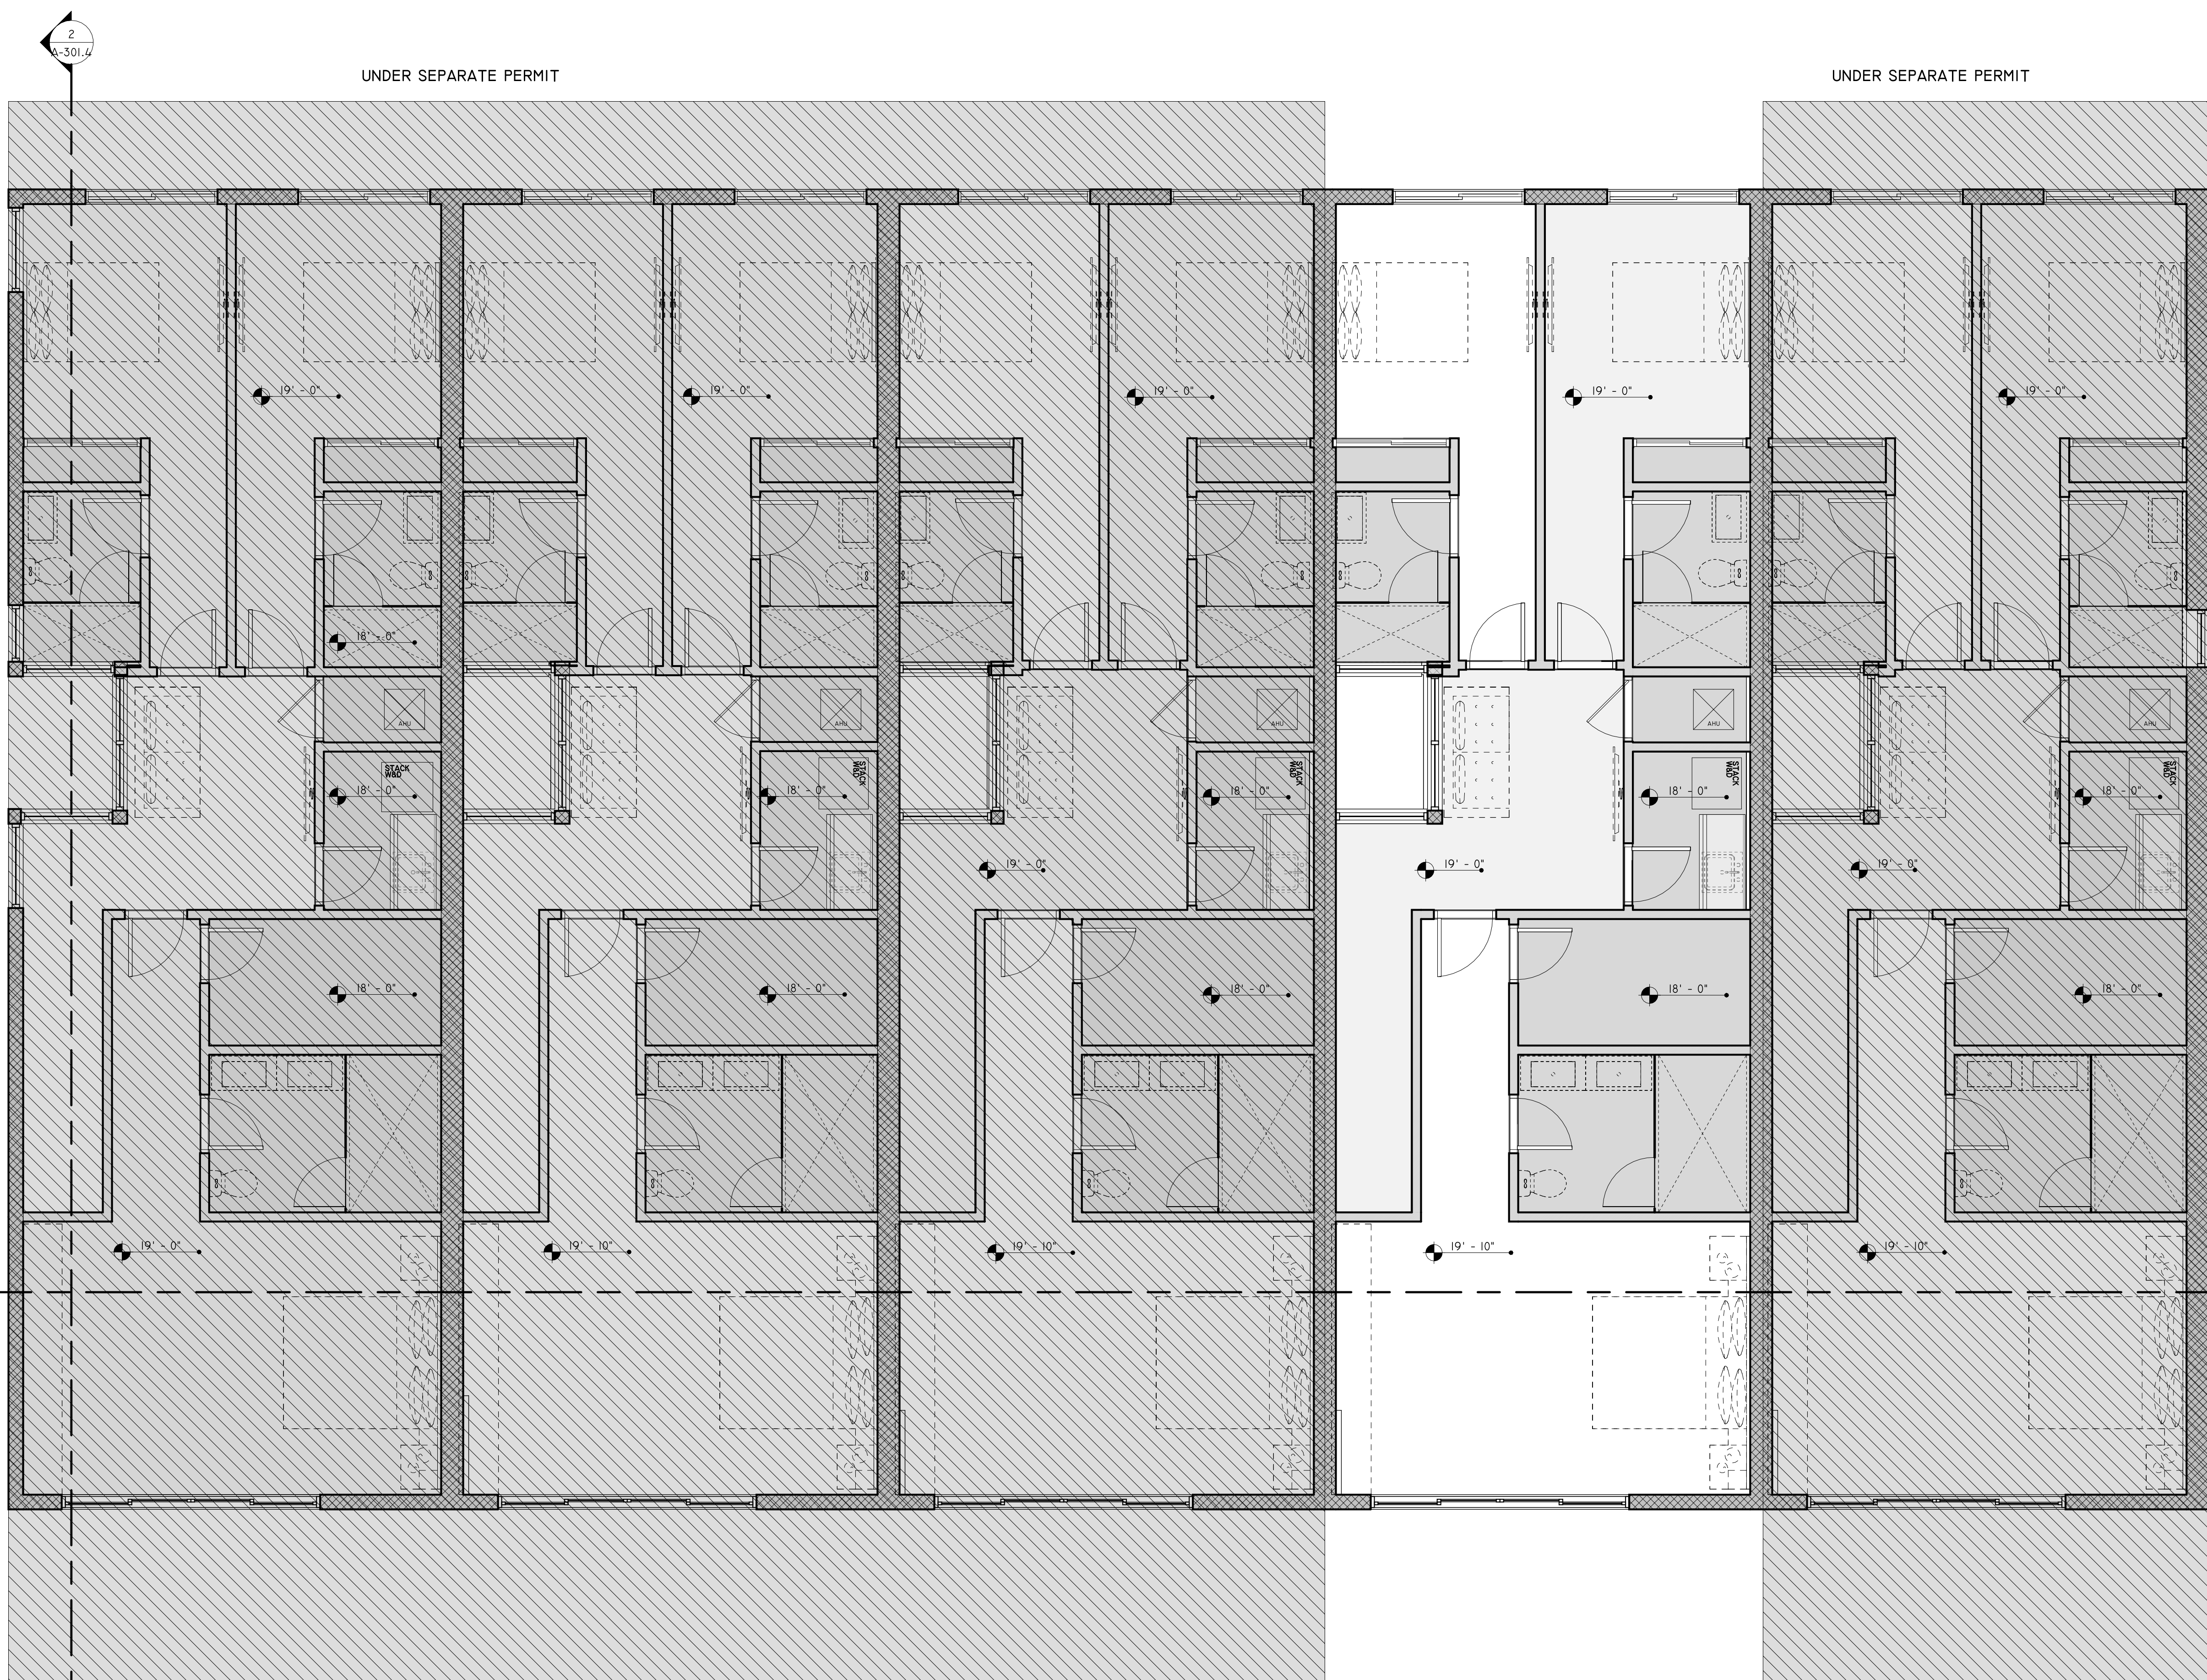 2
A-301.4
UNDER SEPARATE PERMIT
UNDER SEPARATE PERMIT
19' - 0"
19' - 0"
19' - 0"
19' - 0"
19' - 0"
18' - 0"
AHU
AHU
AHU
AHU
AHU
STACK
W&D
STACK
W&D
STACK
W&D
STACK
W&D
STACK
W&D
18' - 0"
18' - 0"
18' - 0"
18' - 0"
18' - 0"
19' - 0"
19' - 0"
19' - 0"
18' - 0"
18' - 0"
18' - 0"
18' - 0"
18' - 0"
19' - 0"
19' - 10"
19' - 10"
19' - 10"
19' - 10"